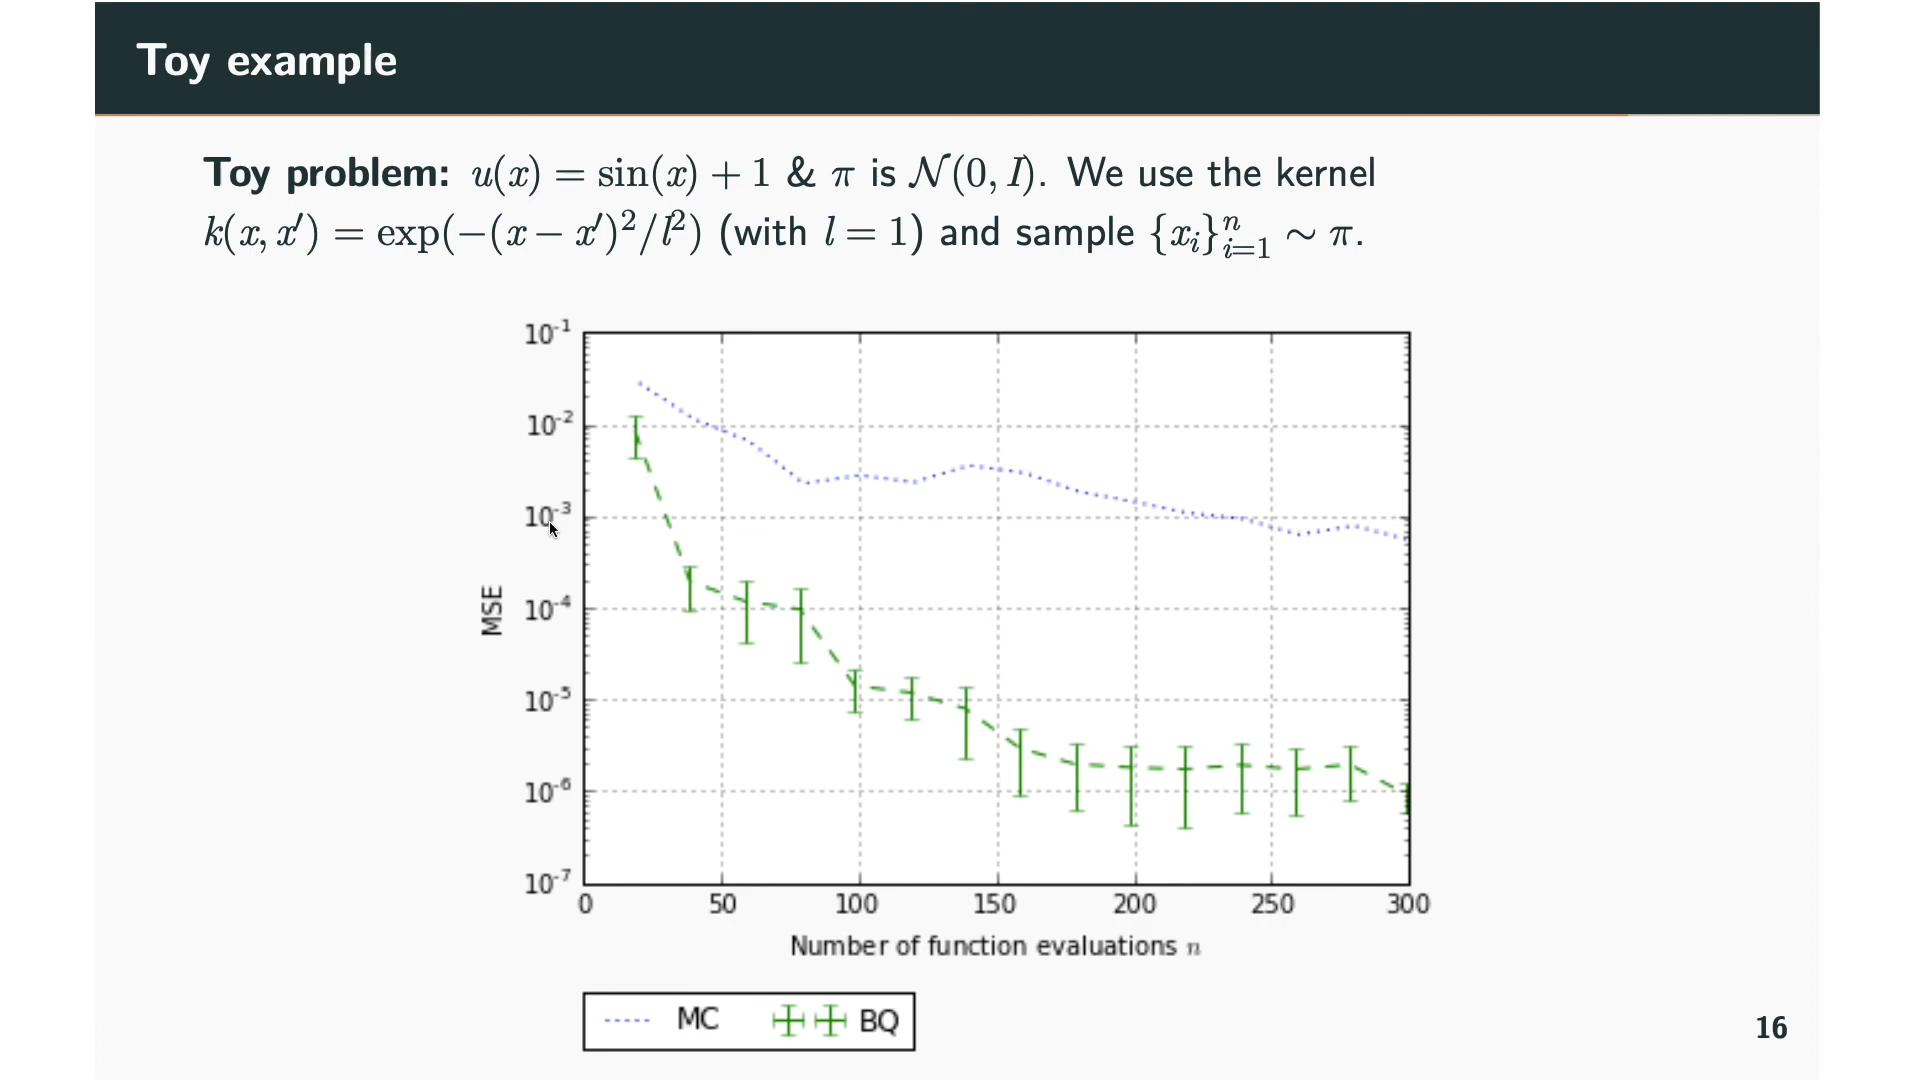 Toy example
Toy problem: u(x) = sin(x) + 1 & π is 𝒩(0, I). We use the kernel
k(x, x′) = exp(−(x − x′)²/l²) (with l = 1) and sample {xᵢ}ⁿᵢ₌₁ ∼ π.
10⁻¹
10⁻²
10⁻³
10⁻⁴
10⁻⁵
10⁻⁶
10⁻⁷
MSE
0 50 100 150 200 250 300
Number of function evaluations n
MC BQ
16